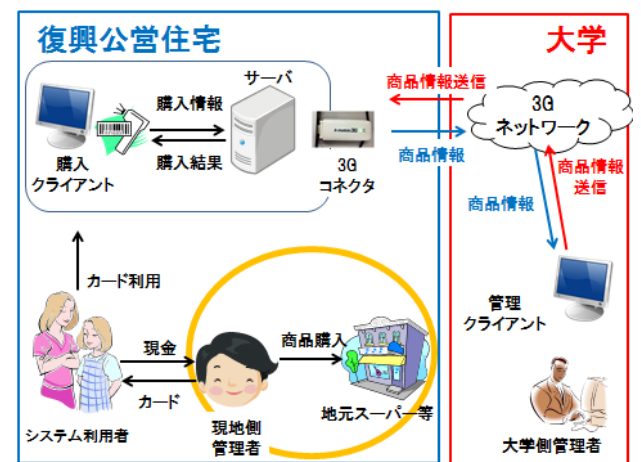 復興公営住宅
大学
サーバ
購入情報
購入結果
購入
クライアント
3G
コネクタ
商品情報送信
商品情報
3G
ネットワーク
商品情報
商品情報
送信
カード利用
管理
クライアント
現金
カード
商品購入
システム利用者
現地側
管理者
地元スーパー等
大学側管理者